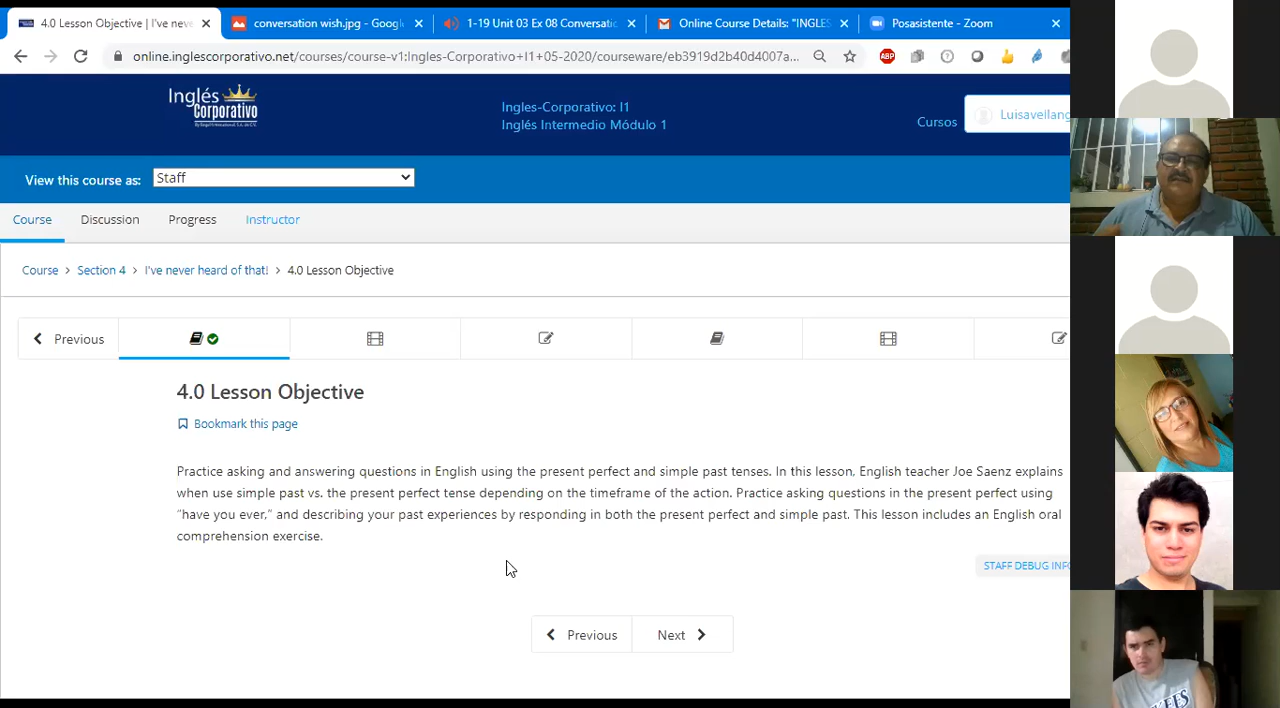 4.0 Lesson Objective | I've neve
conversation wish.jpg - Googl
1-19 Unit 03 Ex 08 Conversatio
Online Course Details: "INGLES
Posasistente - Zoom
online.inglescorporativo.net/courses/course-v1:Ingles-Corporativo+I1+05-2020/courseware/eb3919d2b40d4007a...
ABP
Inglés
Corporativo
Ingles-Corporativo: I1
Inglés Intermedio Módulo 1
Cursos
Luisavellang
View this course as:
Staff
Course
Discussion
Progress
Instructor
Course > Section 4 > I've never heard of that! > 4.0 Lesson Objective
Previous
4.0 Lesson Objective
Bookmark this page
Practice asking and answering questions in English using the present perfect and simple past tenses. In this lesson, English teacher Joe Saenz explains
when use simple past vs. the present perfect tense depending on the timeframe of the action. Practice asking questions in the present perfect using
“have you ever,” and describing your past experiences by responding in both the present perfect and simple past. This lesson includes an English oral
comprehension exercise.
STAFF DEBUG INFO
Previous
Next